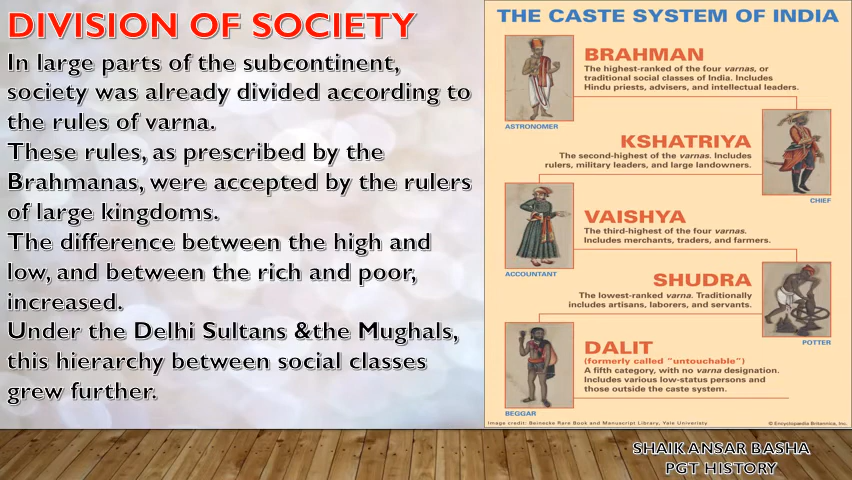 DIVISION OF SOCIETY
In large parts of the subcontinent,
society was already divided according to
the rules of varna.
These rules, as prescribed by the
Brahmanas, were accepted by the rulers
of large kingdoms.
The difference between the high and
low, and between the rich and poor,
increased.
Under the Delhi Sultans &the Mughals,
this hierarchy between social classes
grew further.
THE CASTE SYSTEM OF INDIA
BRAHMAN
The highest-ranked of the four varnas, or
traditional social classes of India. Includes
Hindu priests, advisers, and intellectual leaders.
ASTRONOMER
KSHATRIYA
The second-highest of the varnas. Includes
rulers, military leaders, and large landowners.
CHIEF
VAISHYA
The third-highest of the four varnas.
Includes merchants, traders, and farmers.
ACCOUNTANT
SHUDRA
The lowest-ranked varna. Traditionally
includes artisans, laborers, and servants.
POTTER
DALIT
(formerly called "untouchable")
A fifth category, with no varna designation.
Includes various low-status persons and
those outside the caste system.
BEGGAR
Image credit: Beinecke Rare Book and Manuscript Library, Yale University
© Encyclopædia Britannica, Inc.
SHAIK ANSAR BASHA
PGT HISTORY